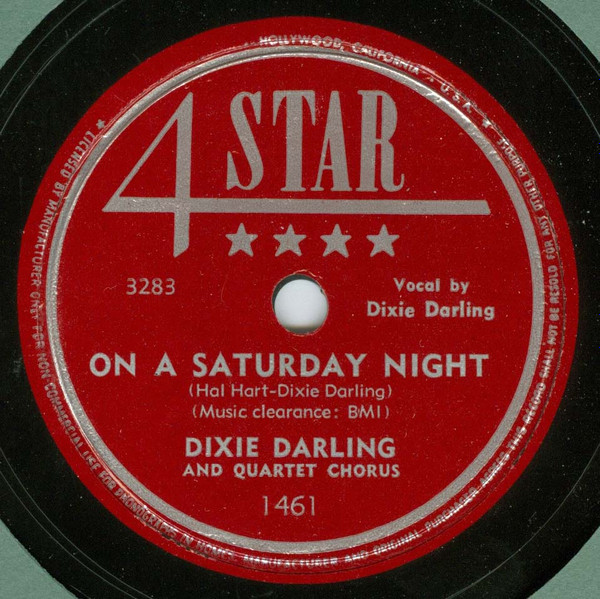 HOLLYWOOD, CALIFORNIA U.S.A.
4 STAR
3283
Vocal by
Dixie Darling
ON A SATURDAY NIGHT
(Hal Hart-Dixie Darling)
(Music clearance: BMI)
DIXIE DARLING
AND QUARTET CHORUS
1461
LICENSED BY MANUFACTURER ONLY FOR NON-COMMERCIAL USE FOR PHONOGRAPHS IN HOMES. MANUFACTURER AND ORIGINAL PURCHASER AGREES THIS RECORD SHALL NOT BE RESOLD FOR ANY OTHER PURPOSE